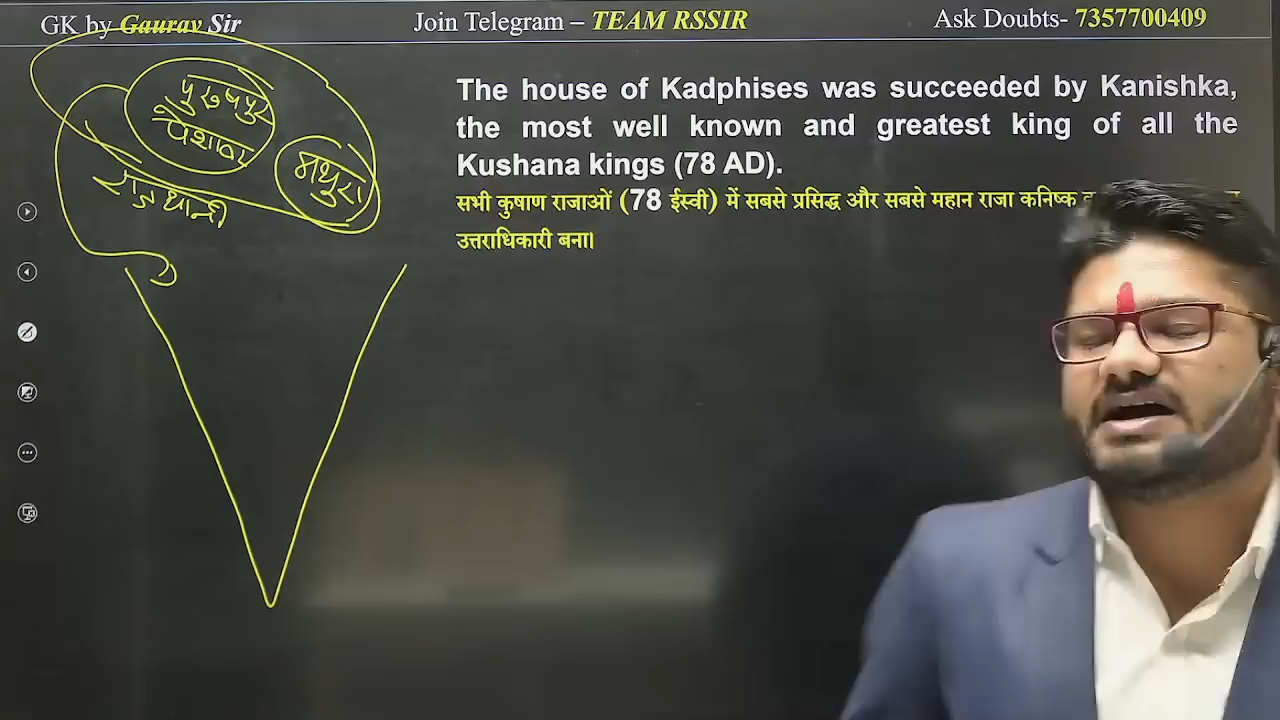 GK by Gaurav Sir
Join Telegram – TEAM RSSIR
Ask Doubts- 7357700409
पुरुषपुर
पेशावर
मथुरा
राजधानी
The house of Kadphises was succeeded by Kanishka,
the most well known and greatest king of all the
Kushana kings (78 AD).
सभी कुषाण राजाओं (78 ईस्वी) में सबसे प्रसिद्ध और सबसे महान राजा कनिष्क
उत्तराधिकारी बना।